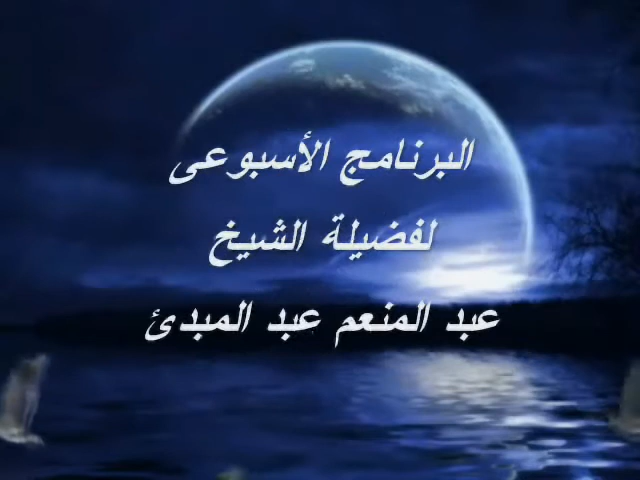 البرنامج الأسبوعى
لفضيلة الشيخ
عبد المنعم عبد المبدئ